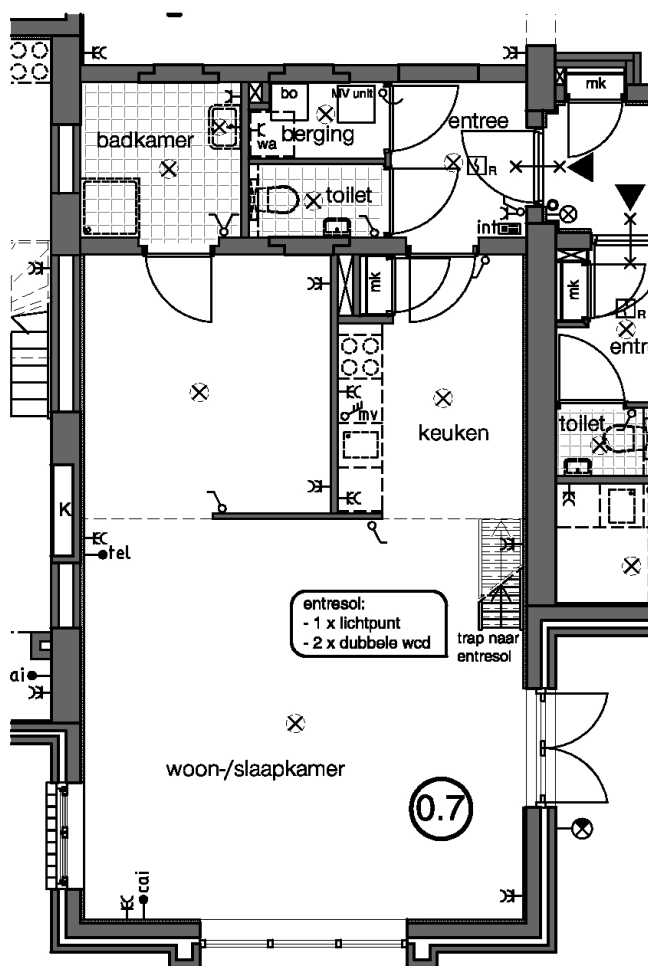 bo
MV unit
mk
badkamer
berging
entree
wa
R
toilet
int
mk
mk
R
entr
mv
keuken
toilet
K
tel
entresol:
- 1 x lichtpunt
- 2 x dubbele wcd
trap naar
entresol
ai
woon-/slaapkamer
0.7
cai